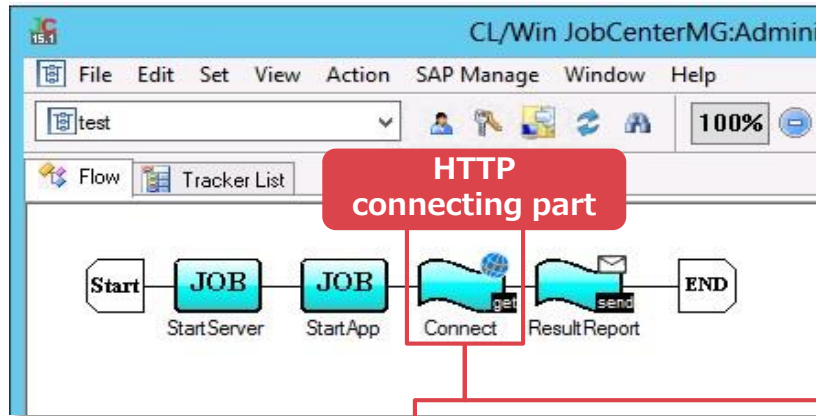 15.1
CL/Win JobCenterMG:Admini
File Edit Set View Action SAP Manage Window Help
test
100%
Flow Tracker List
HTTP
connecting part
Start JOB JOB get send END
StartServer StartApp Connect ResultReport